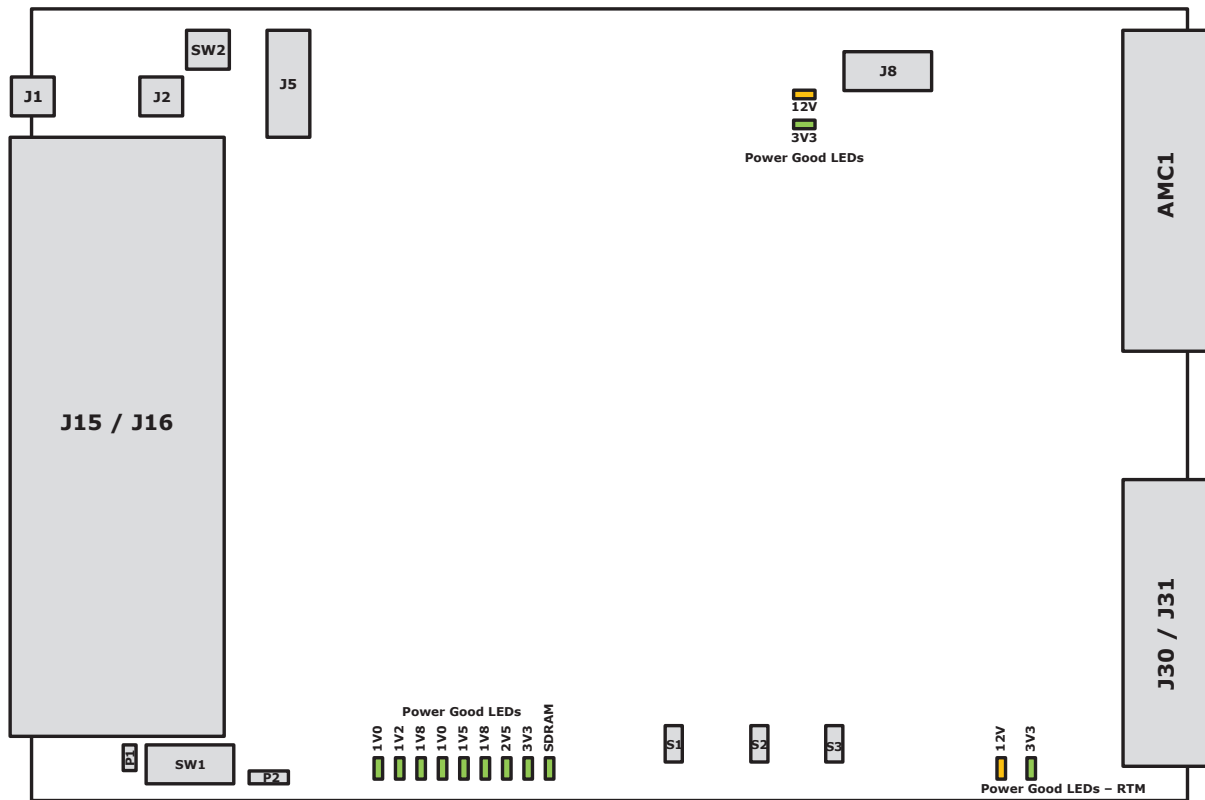 SW2
J1
J2
J5
J8
12V
3V3
Power Good LEDs
AMC1
J15 / J16
J30 / J31
Power Good LEDs
1V0
1V2
1V8
1V0
1V5
1V8
2V5
3V3
SDRAM
S1
S2
S3
12V
3V3
Power Good LEDs – RTM
P1
SW1
P2